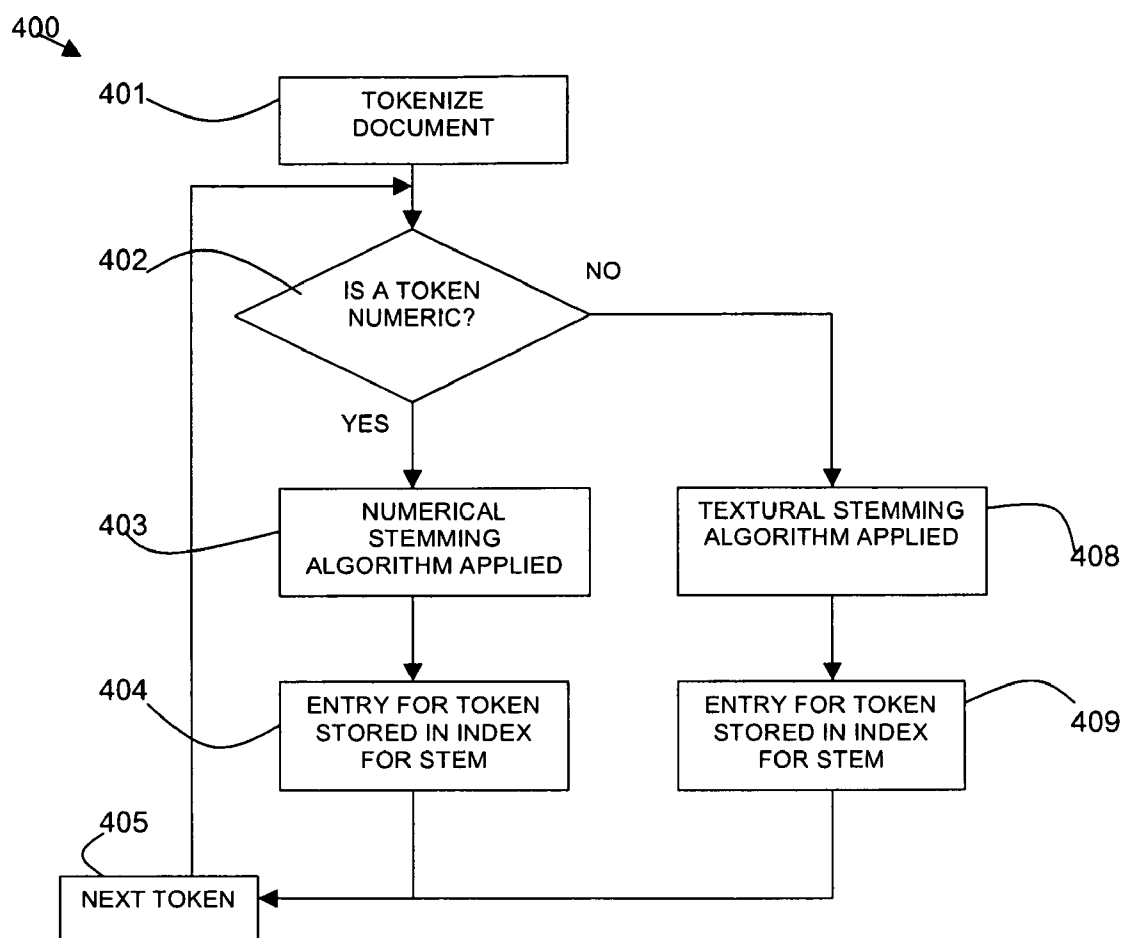 400
401
TOKENIZE
DOCUMENT
402
IS A TOKEN
NUMERIC?
NO
YES
403
NUMERICAL
STEMMING
ALGORITHM APPLIED
TEXTURAL STEMMING
ALGORITHM APPLIED
408
404
ENTRY FOR TOKEN
STORED IN INDEX
FOR STEM
ENTRY FOR TOKEN
STORED IN INDEX
FOR STEM
409
405
NEXT TOKEN